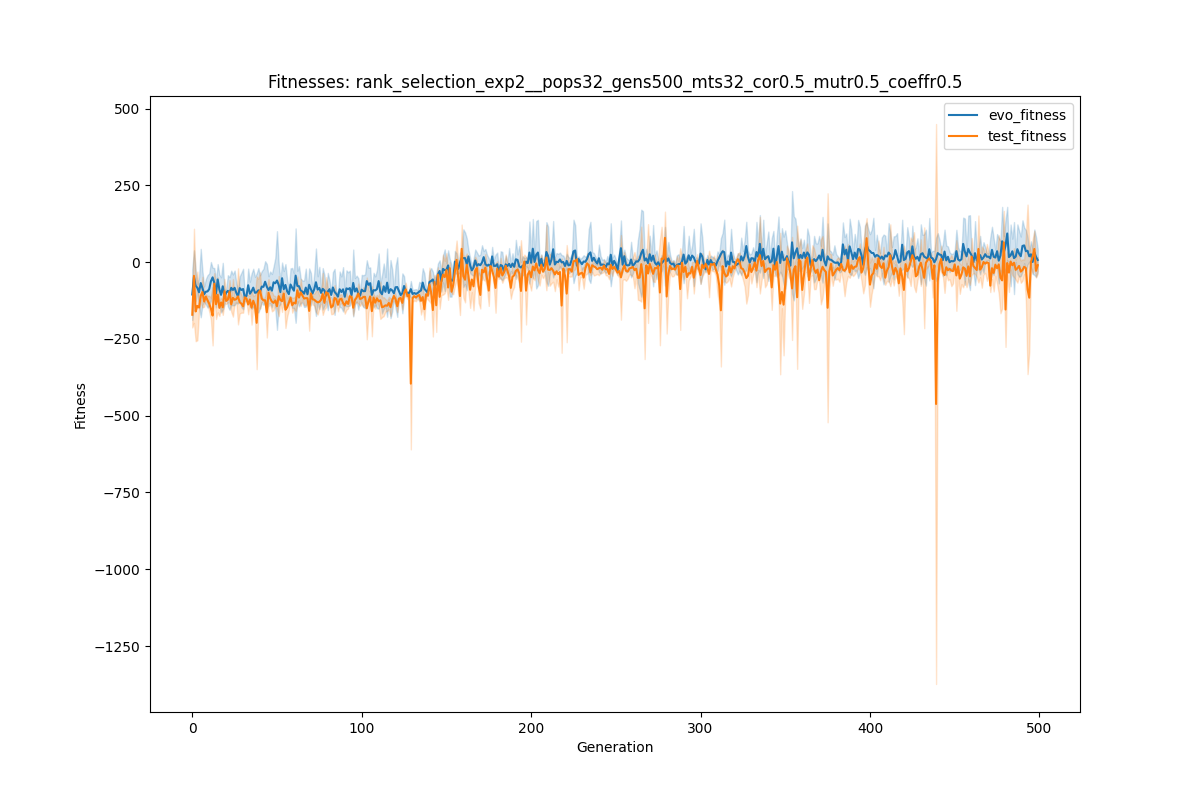 Fitnesses: rank_selection_exp2__pops32_gens500_mts32_cor0.5_mutr0.5_coeffr0.5
evo_fitness
test_fitness
500
250
0
−250
−500
−750
−1000
−1250
Fitness
0 100 200 300 400 500
Generation